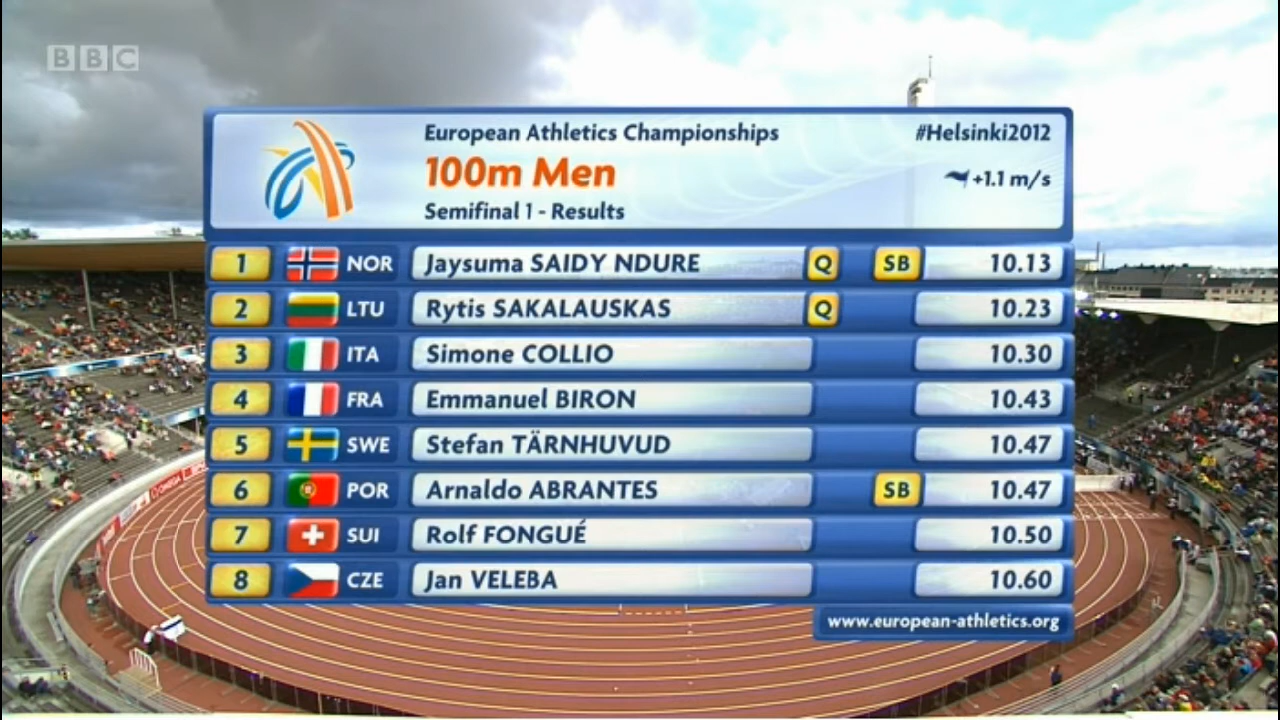 BBC
European Athletics Championships #Helsinki2012
100m Men +1.1 m/s
Semifinal 1 - Results
1 NOR Jaysuma SAIDY NDURE Q SB 10.13
2 LTU Rytis SAKALAUSKAS Q 10.23
3 ITA Simone COLLIO 10.30
4 FRA Emmanuel BIRON 10.43
5 SWE Stefan TÄRNHUVUD 10.47
6 POR Arnaldo ABRANTES SB 10.47
7 SUI Rolf FONGUÉ 10.50
8 CZE Jan VELEBA 10.60
www.european-athletics.org
OMEGA